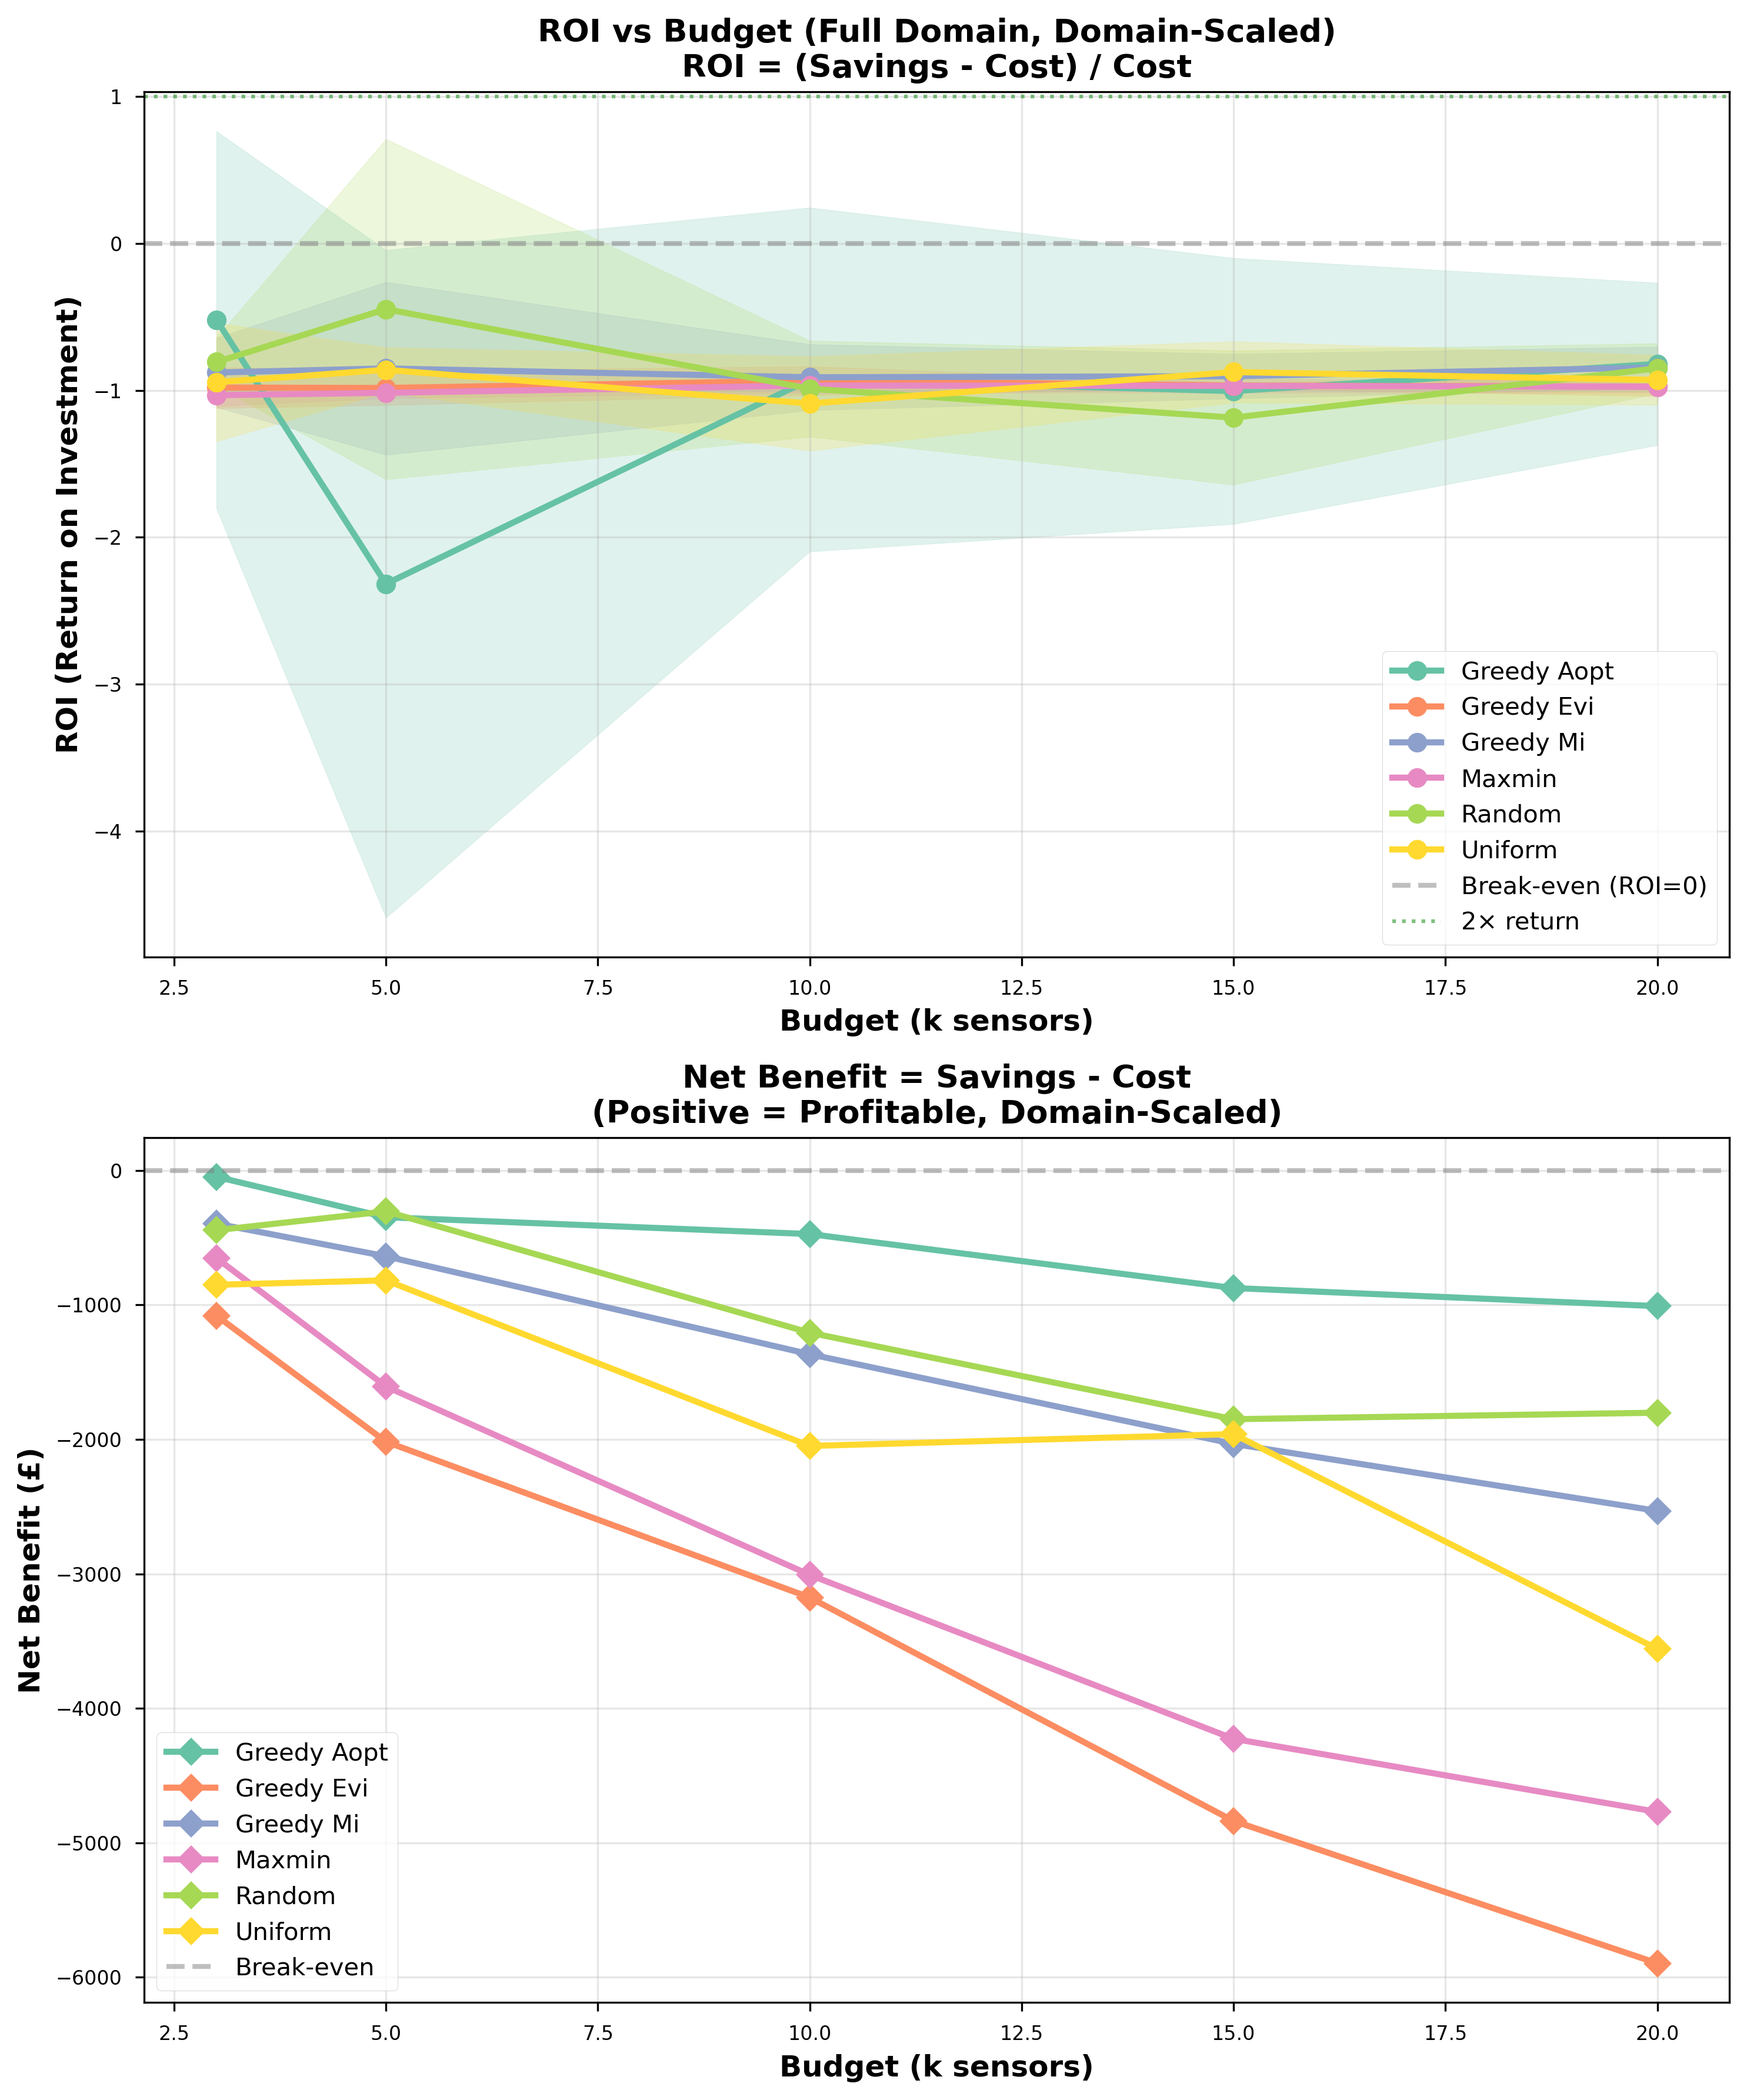 ROI vs Budget (Full Domain, Domain-Scaled)
ROI = (Savings - Cost) / Cost
ROI (Return on Investment)
1
0
−1
−2
−3
−4
Greedy Aopt
Greedy Evi
Greedy Mi
Maxmin
Random
Uniform
Break-even (ROI=0)
2× return
2.5 5.0 7.5 10.0 12.5 15.0 17.5 20.0
Budget (k sensors)
Net Benefit = Savings - Cost
(Positive = Profitable, Domain-Scaled)
Net Benefit (£)
0
−1000
−2000
−3000
−4000
−5000
−6000
Greedy Aopt
Greedy Evi
Greedy Mi
Maxmin
Random
Uniform
Break-even
2.5 5.0 7.5 10.0 12.5 15.0 17.5 20.0
Budget (k sensors)